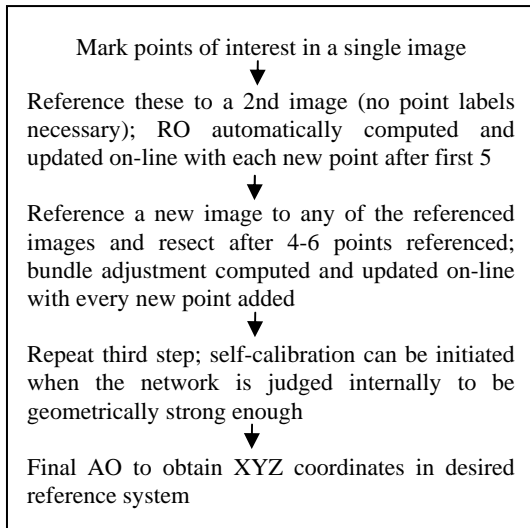 Mark points of interest in a single image
Reference these to a 2nd image (no point labels
necessary); RO automatically computed and
updated on-line with each new point after first 5
Reference a new image to any of the referenced
images and resect after 4-6 points referenced;
bundle adjustment computed and updated on-line
with every new point added
Repeat third step; self-calibration can be initiated
when the network is judged internally to be
geometrically strong enough
Final AO to obtain XYZ coordinates in desired
reference system